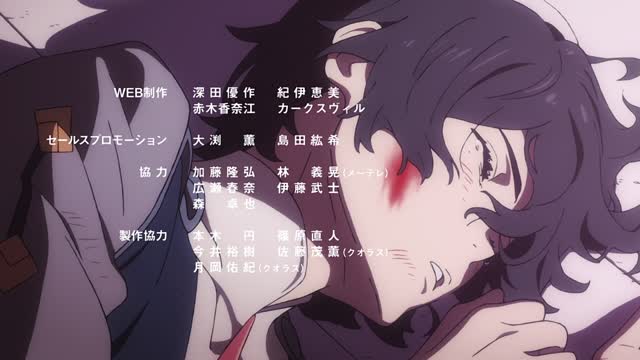 WEB制作 深田優作 紀伊恵美
赤木香奈江 カークスヴィル
セールスプロモーション 大渕 薫 島田紘希
協力 加藤隆弘 林 義晃(メ〜テレ)
広瀬春奈 伊藤武士
森 卓也
製作協力 本木 円 篠原直人
今井裕樹 佐藤茂薫(クオラス)
月岡佑紀(クオラス)